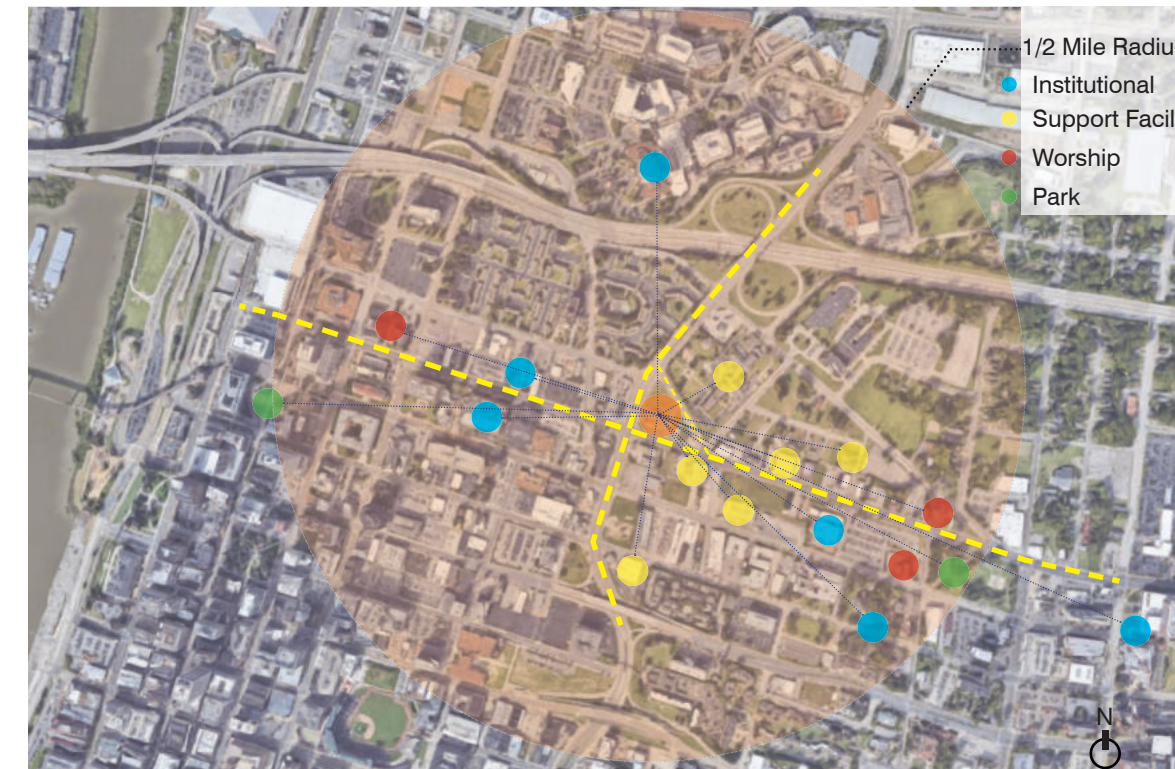 1/2 Mile Radiu
Institutional
Support Facil
Worship
Park
N